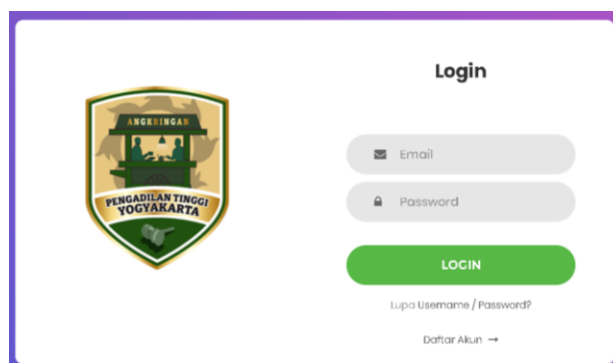 Login
ANGKRINGAN
PENGADILAN TINGGI
YOGYAKARTA
Email
Password
LOGIN
Lupa Username / Password?
Daftar Akun →